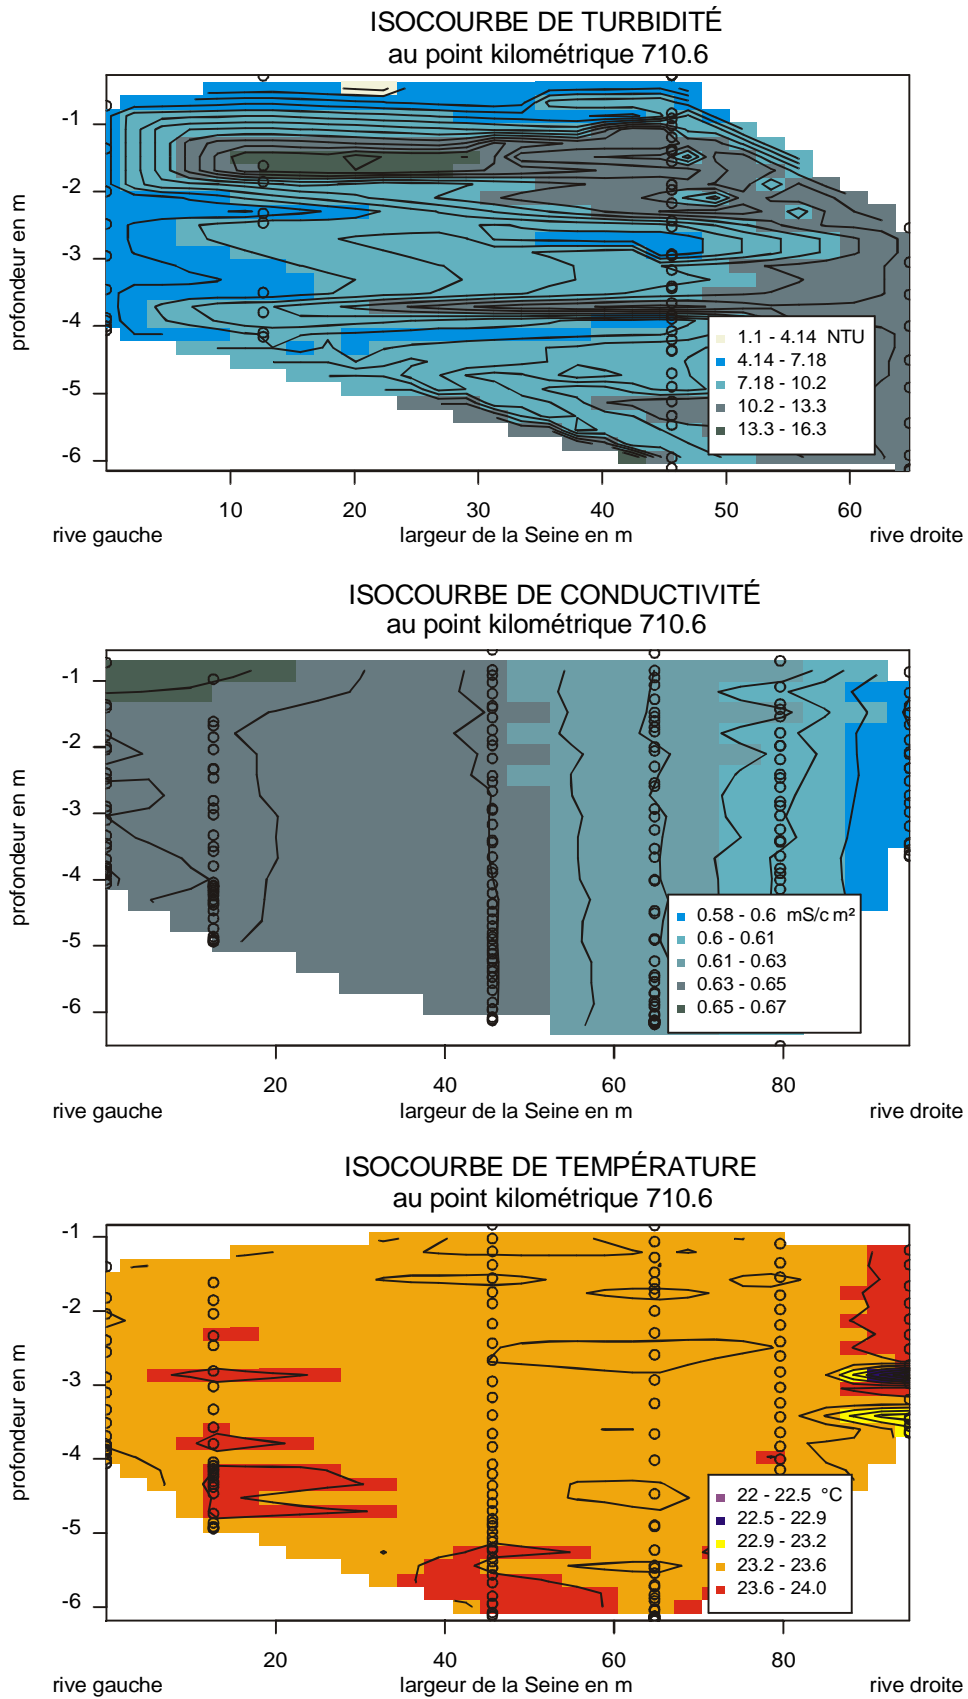 ISOCOURBE DE TURBIDITÉ
au point kilométrique 710.6
profondeur en m
-1
-2
-3
-4
-5
-6
1.1 - 4.14 NTU
4.14 - 7.18
7.18 - 10.2
10.2 - 13.3
13.3 - 16.3
10 20 30 40 50 60
rive gauche largeur de la Seine en m rive droite
ISOCOURBE DE CONDUCTIVITÉ
au point kilométrique 710.6
profondeur en m
-1
-2
-3
-4
-5
-6
0.58 - 0.6 mS/c m²
0.6 - 0.61
0.61 - 0.63
0.63 - 0.65
0.65 - 0.67
20 40 60 80
rive gauche largeur de la Seine en m rive droite
ISOCOURBE DE TEMPÉRATURE
au point kilométrique 710.6
profondeur en m
-1
-2
-3
-4
-5
-6
22 - 22.5 °C
22.5 - 22.9
22.9 - 23.2
23.2 - 23.6
23.6 - 24.0
20 40 60 80
rive gauche largeur de la Seine en m rive droite